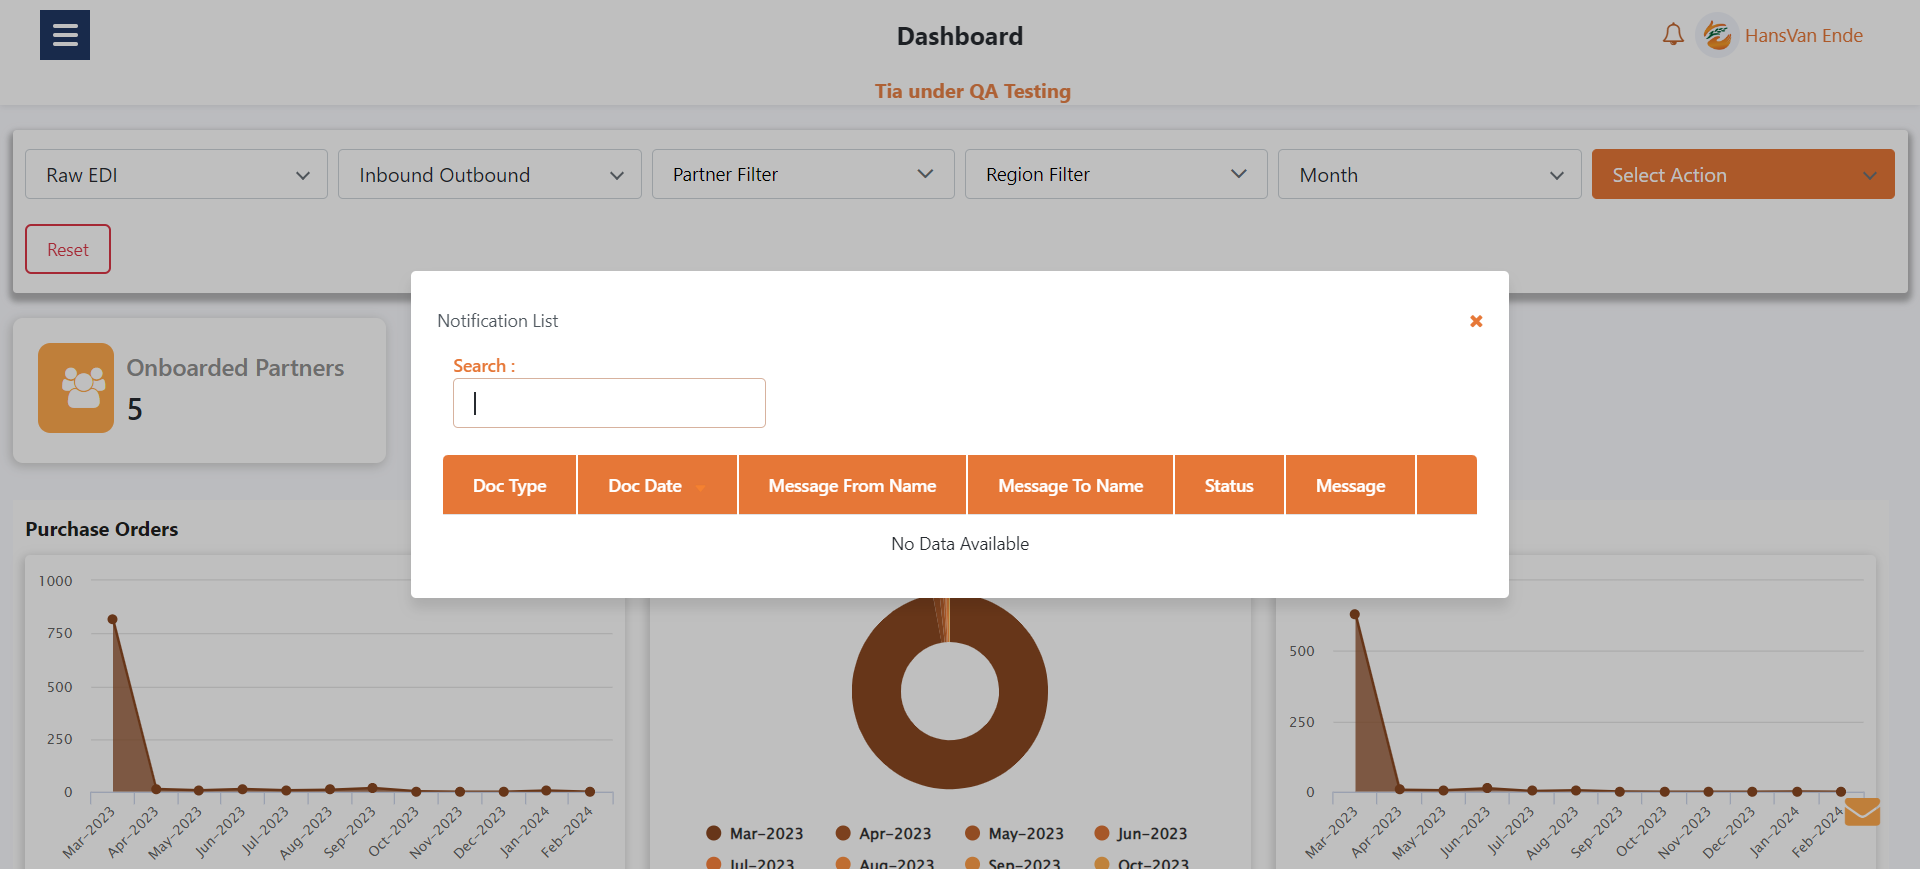 Dashboard
HansVan Ende
Tia under QA Testing
Raw EDI
Inbound Outbound
Partner Filter
Region Filter
Month
Select Action
Reset
Notification List
Search :
Onboarded Partners
5
Doc Type
Doc Date
Message From Name
Message To Name
Status
Message
No Data Available
Purchase Orders
1000
750
500
250
0
Mar-2023
Apr-2023
May-2023
Jun-2023
Jul-2023
Aug-2023
Sep-2023
Oct-2023
Nov-2023
Dec-2023
Jan-2024
Feb-2024
Mar-2023
Apr-2023
May-2023
Jun-2023
Jul-2023
Aug-2023
Sep-2023
Oct-2023
500
250
0
Mar-2023
Apr-2023
May-2023
Jun-2023
Jul-2023
Aug-2023
Sep-2023
Oct-2023
Nov-2023
Dec-2023
Jan-2024
Feb-2024